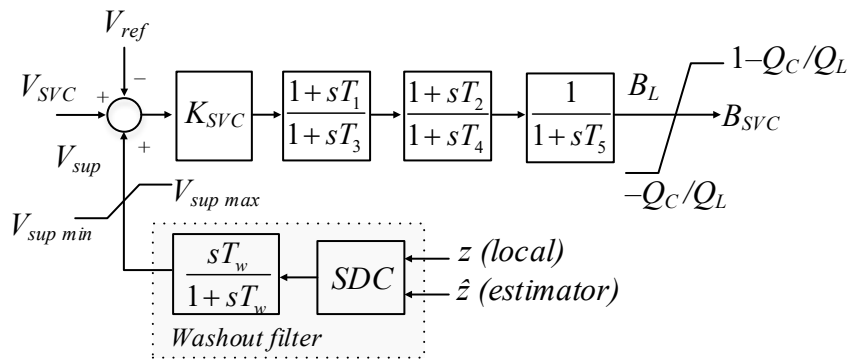 V_ref
−
1−Q_C/Q_L
V_SVC
+
K_SVC
1 + sT_1
1 + sT_3
1 + sT_2
1 + sT_4
1
1 + sT_5
B_L
B_SVC
+
V_sup
−Q_C/Q_L
V_sup max
V_sup min
sT_w
1 + sT_w
SDC
z (local)
ẑ (estimator)
Washout filter